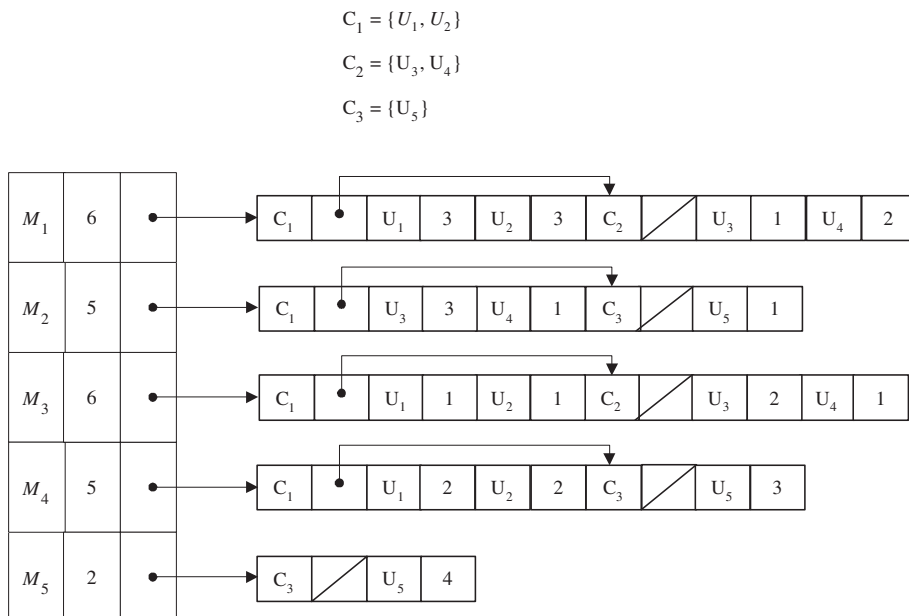 C₁ = {U₁, U₂}
C₂ = {U₃, U₄}
C₃ = {U₅}
M₁ 6 C₁ U₁ 3 U₂ 3 C₂ U₃ 1 U₄ 2
M₂ 5 C₁ U₃ 3 U₄ 1 C₃ U₅ 1
M₃ 6 C₁ U₁ 1 U₂ 1 C₂ U₃ 2 U₄ 1
M₄ 5 C₁ U₁ 2 U₂ 2 C₃ U₅ 3
M₅ 2 C₃ U₅ 4